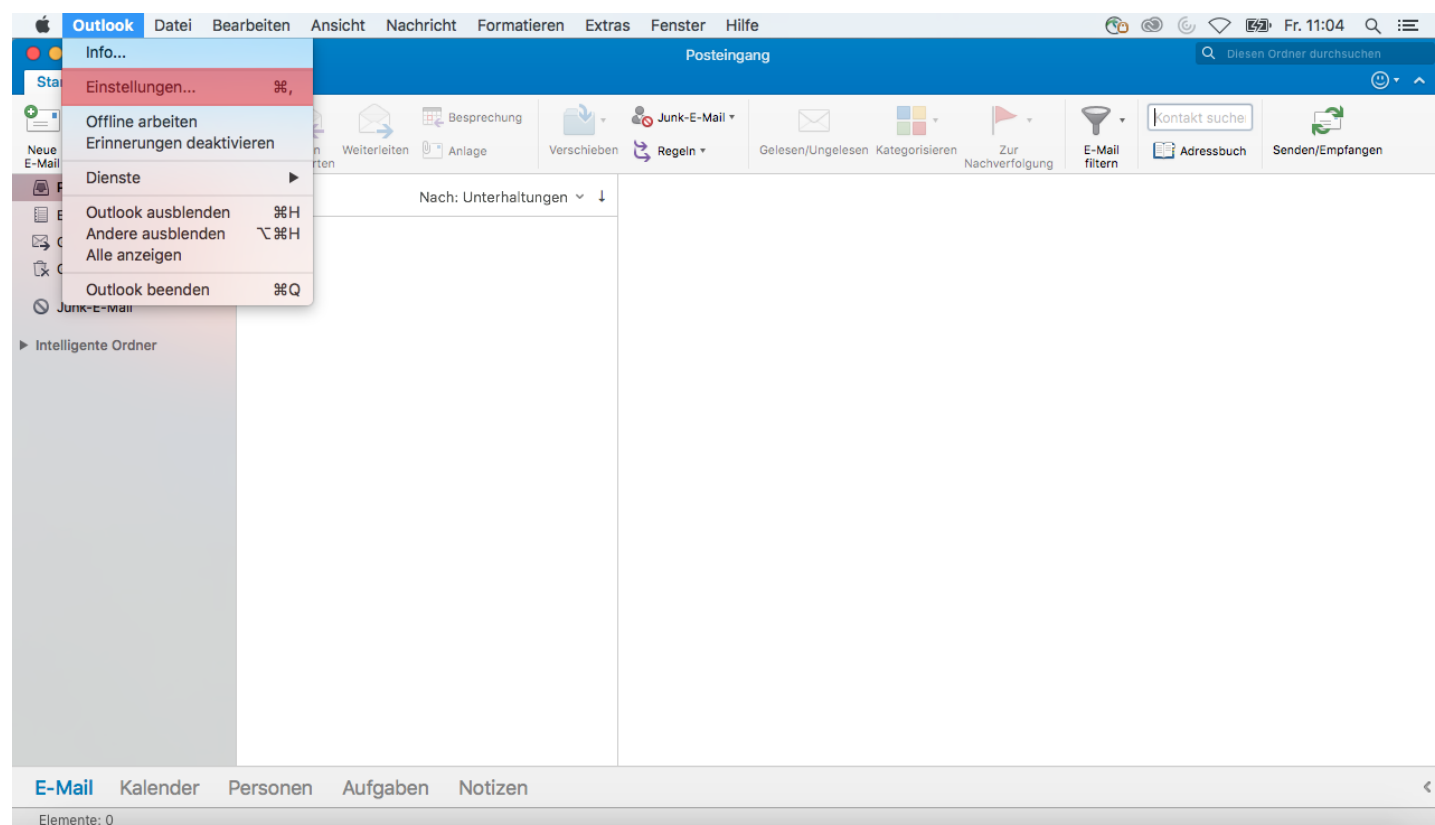 Outlook Datei Bearbeiten Ansicht Nachricht Formatieren Extras Fenster Hilfe Fr. 11:04
Info...
Posteingang
Diesen Ordner durchsuchen
Einstellungen... ⌘,
Offline arbeiten
Erinnerungen deaktivieren
Dienste ▶
Outlook ausblenden ⌘H
Andere ausblenden ⌥⌘H
Alle anzeigen
Outlook beenden ⌘Q
Neue
E-Mail
Weiterleiten
Besprechung
Anlage
Verschieben
Junk-E-Mail
Regeln
Gelesen/Ungelesen
Kategorisieren
Zur
Nachverfolgung
E-Mail
filtern
Kontakt suche
Adressbuch
Senden/Empfangen
Nach: Unterhaltungen ↓
Junk-E-Mail
Intelligente Ordner
E-Mail Kalender Personen Aufgaben Notizen
Elemente: 0